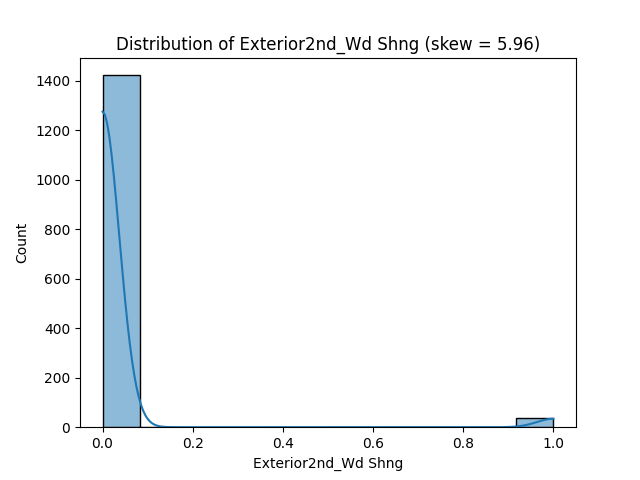 Distribution of Exterior2nd_Wd Shng (skew = 5.96)
1400
1200
1000
800
600
400
200
0
Count
0.0 0.2 0.4 0.6 0.8 1.0
Exterior2nd_Wd Shng